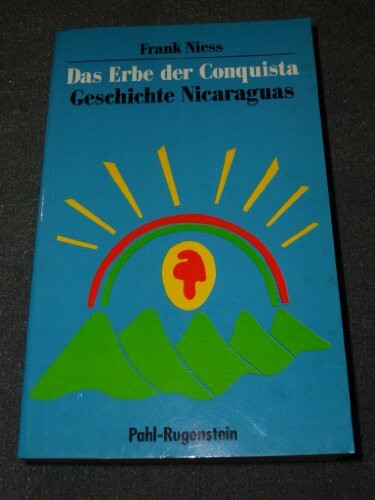 Frank Niess
Das Erbe der Conquista
Geschichte Nicaraguas
Pahl-Rugenstein